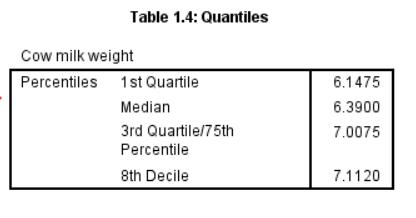 Table 1.4: Quantiles
Cow milk weight
Percentiles 1st Quartile 6.1475
Median 6.3900
3rd Quartile/75th 7.0075
Percentile
8th Decile 7.1120